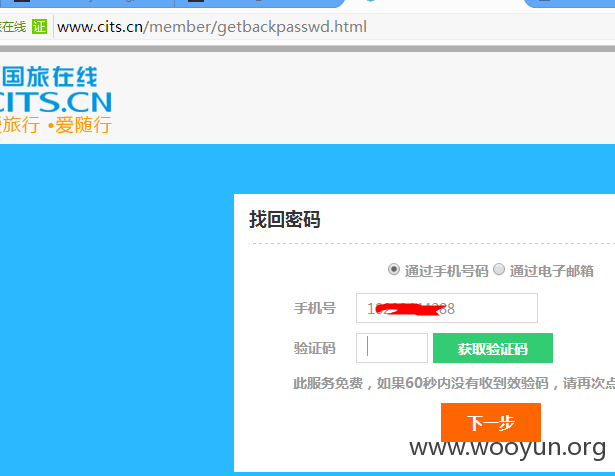 在线 证 www.cits.cn/member/getbackpasswd.html
国旅在线
CITS.CN
旅行 •爱随行
找回密码
通过手机号码 通过电子邮箱
手机号 88
验证码 获取验证码
此服务免费，如果60秒内没有收到效验码，请再次点
下一步
www.wooyun.org